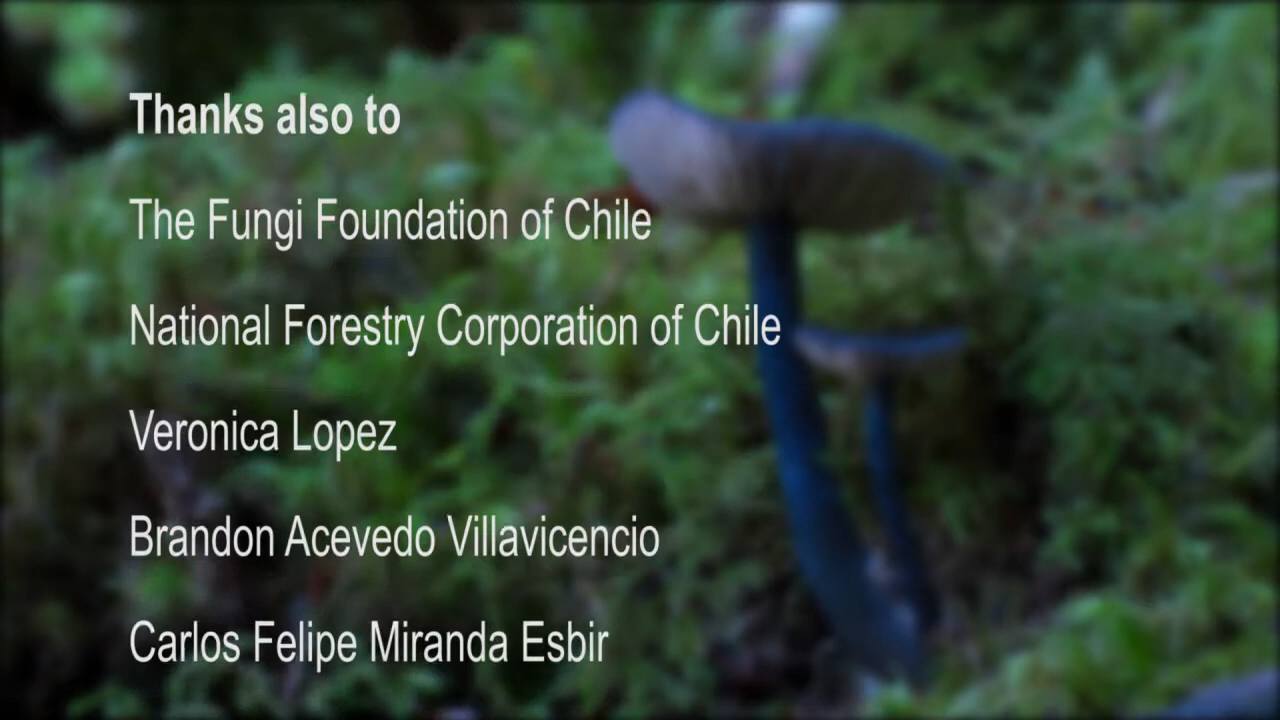 Thanks also to
The Fungi Foundation of Chile
National Forestry Corporation of Chile
Veronica Lopez
Brandon Acevedo Villavicencio
Carlos Felipe Miranda Esbir